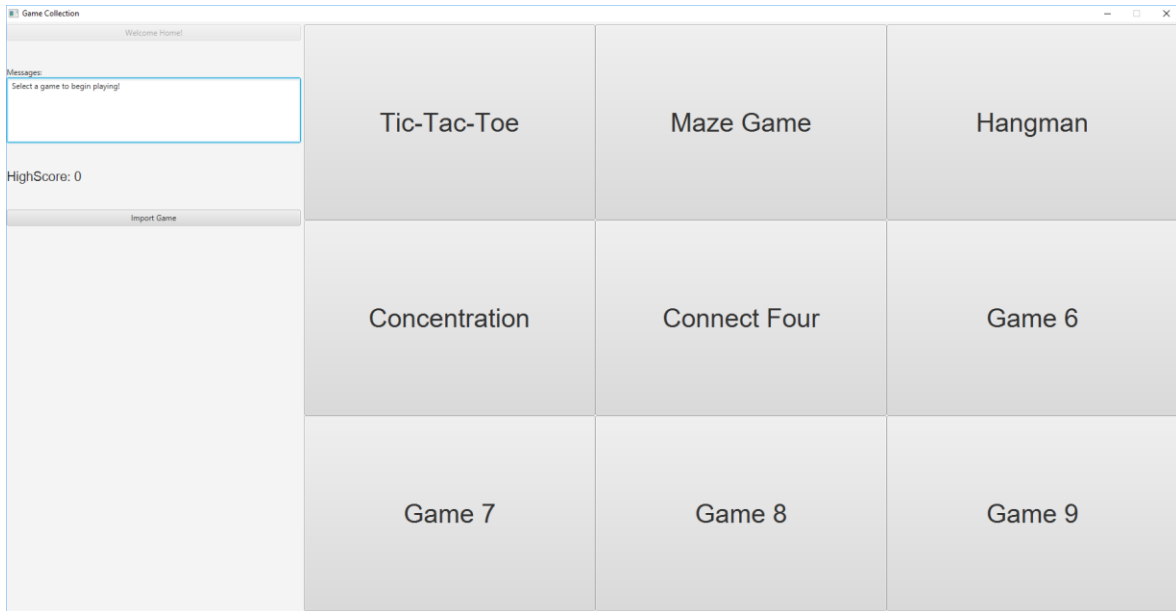 Game Collection
Welcome Home!
Messages:
Select a game to begin playing!
HighScore: 0
Import Game
Tic-Tac-Toe
Maze Game
Hangman
Concentration
Connect Four
Game 6
Game 7
Game 8
Game 9